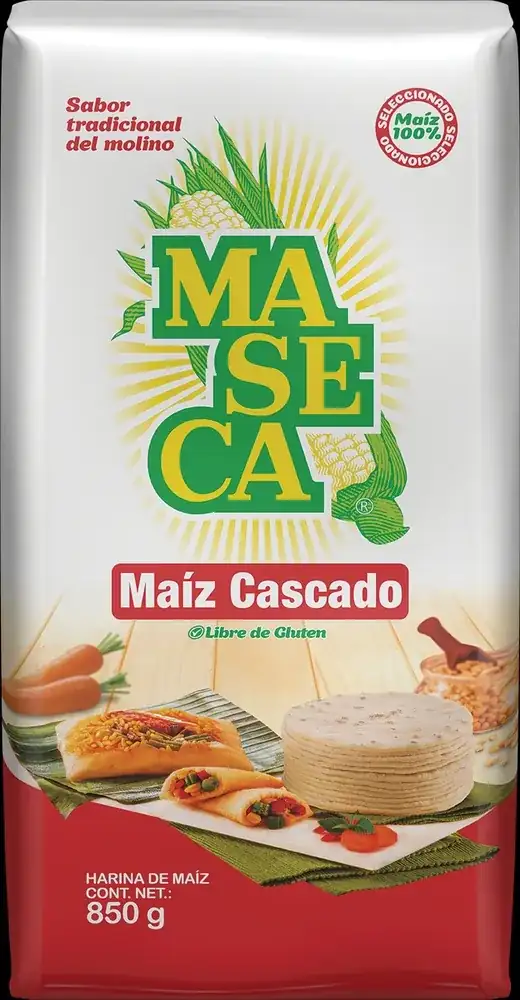 Sabor
tradicional
del molino
SELECCIONADO SELECCIONADO
Maíz
100%
MA
SE
CA
®
Maíz Cascado
Libre de Gluten
HARINA DE MAÍZ
CONT. NET.:
850 g